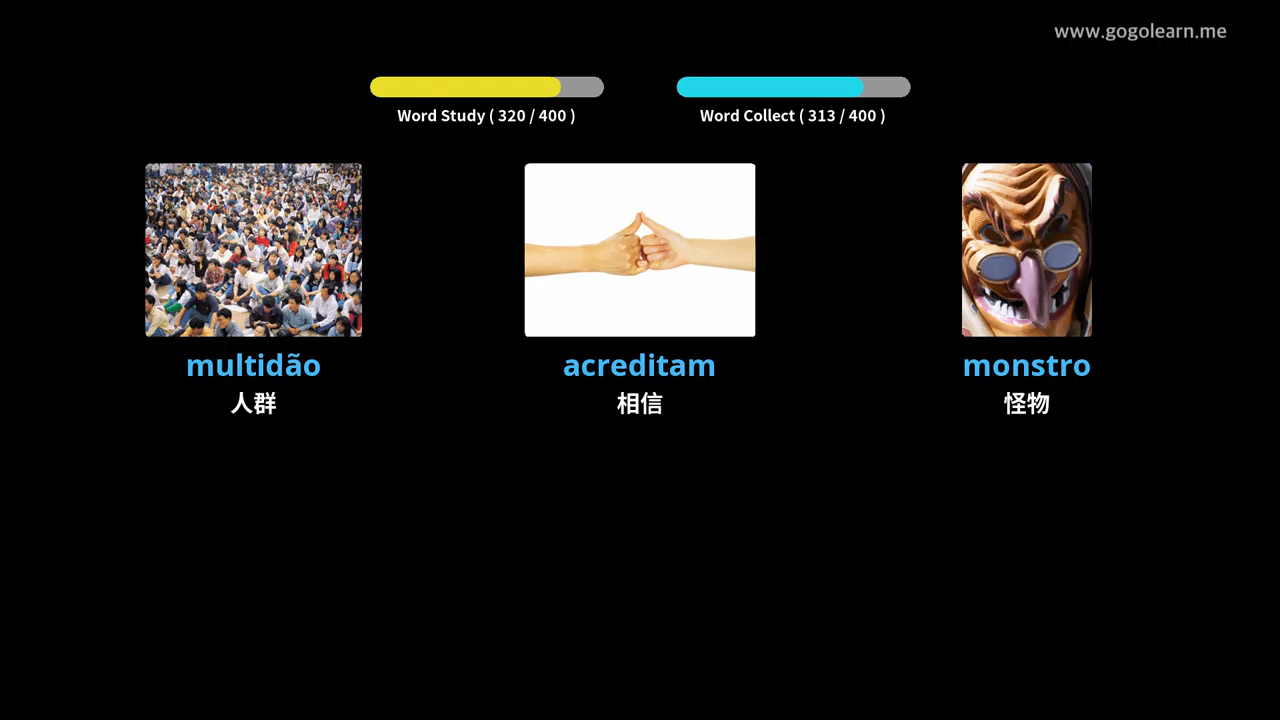 www.gogolearn.me
Word Study ( 320 / 400 )
Word Collect ( 313 / 400 )
multidão
acreditam
monstro
人群
相信
怪物